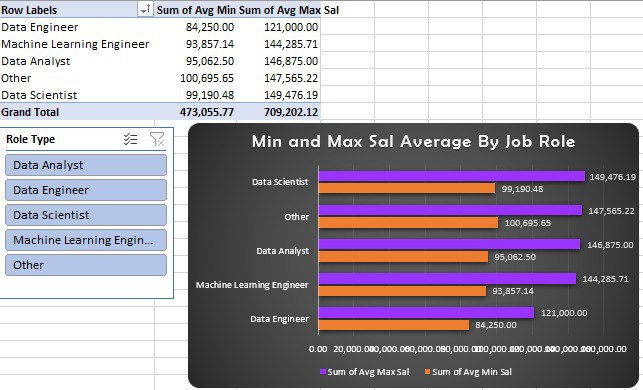 Row Labels Sum of Avg Min Sum of Avg Max Sal
Data Engineer 84,250.00 121,000.00
Machine Learning Engineer 93,857.14 144,285.71
Data Analyst 95,062.50 146,875.00
Other 100,695.65 147,565.22
Data Scientist 99,190.48 149,476.19
Grand Total 473,055.77 709,202.12
Role Type
Data Analyst
Data Engineer
Data Scientist
Machine Learning Engin...
Other
Min and Max Sal Average By Job Role
Data Scientist 149,476.19
99,190.48
Other 147,565.22
100,695.65
Data Analyst 146,875.00
95,062.50
Machine Learning Engineer 144,285.71
93,857.14
Data Engineer 121,000.00
84,250.00
0.00 20,000.00
Sum of Avg Max Sal Sum of Avg Min Sal